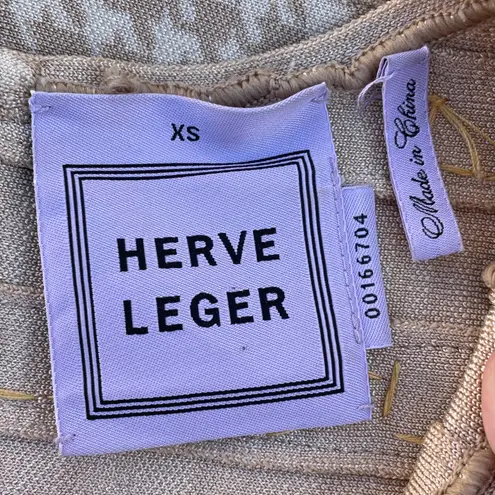 XS
HERVE
LEGER
00166704
Made in China